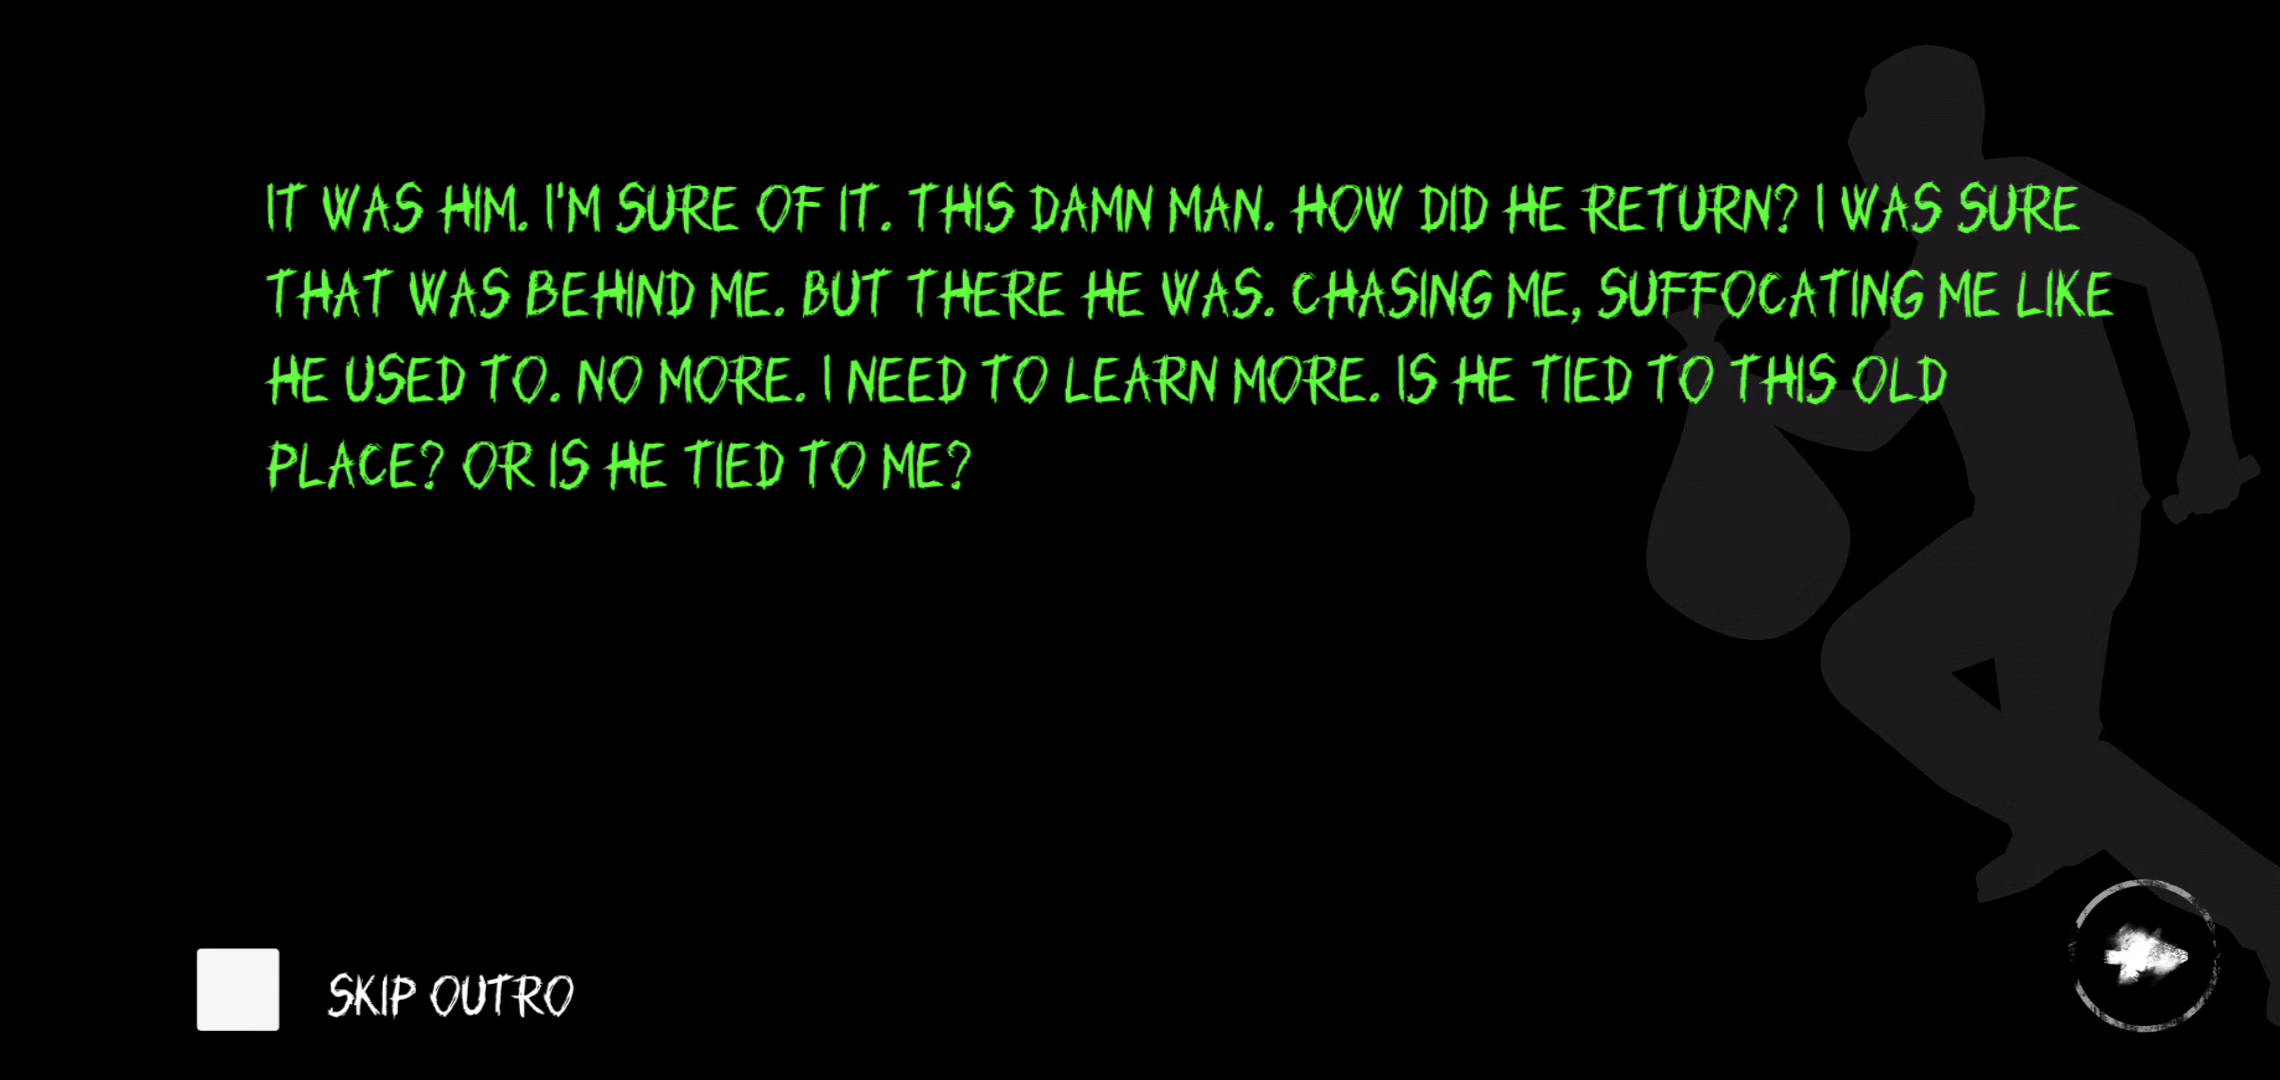 IT WAS HIM. I'M SURE OF IT. THIS DAMN MAN. HOW DID HE RETURN? I WAS SURE
THAT WAS BEHIND ME. BUT THERE HE WAS. CHASING ME, SUFFOCATING ME LIKE
HE USED TO. NO MORE. I NEED TO LEARN MORE. IS HE TIED TO THIS OLD
PLACE? OR IS HE TIED TO ME?
SKIP OUTRO